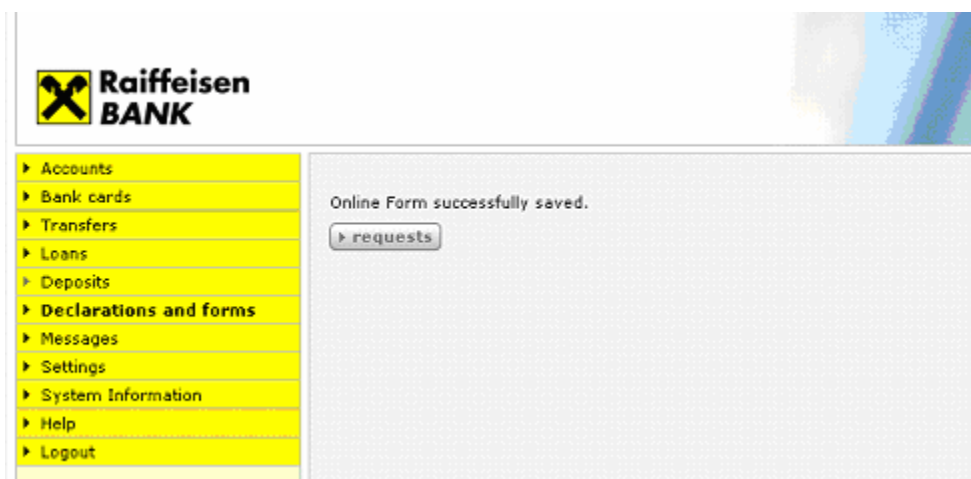 Raiffeisen
BANK
Accounts
Bank cards
Transfers
Loans
Deposits
Declarations and forms
Messages
Settings
System Information
Help
Logout
Online Form successfully saved.
requests